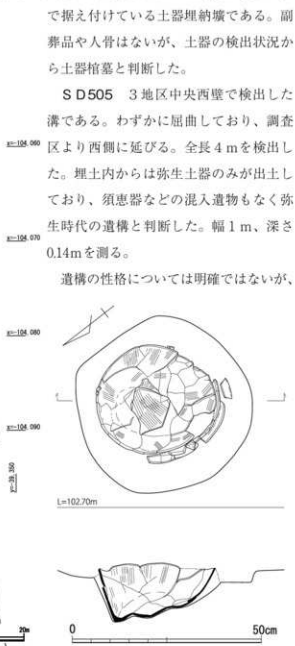 で据え付けている土器埋納壙である。副
葬品や人骨はないが、土器の検出状況か
ら土器棺墓と判断した。
SD505　3地区中央西壁で検出した
溝である。わずかに屈曲しており、調査
区より西側に延びる。全長4mを検出し
た。埋土内からは弥生土器のみが出土し
ており、須恵器などの混入遺物もなく弥
生時代の遺構と判断した。幅1m、深さ
0.14mを測る。
遺構の性格については明確ではないが、
x=-104,060
x=-104,070
x=-104,080
x=-104,090
y=-39,350
L=102.70m
20m
0 50cm